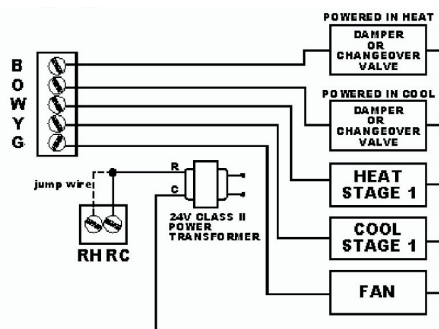 POWERED IN HEAT
DAMPER
OR
CHANGEOVER
VALVE
B
O
W
Y
G
POWERED IN COOL
DAMPER
OR
CHANGEOVER
VALVE
HEAT
STAGE 1
R
C
jump wire
24V CLASS II
POWER
TRANSFORMER
COOL
STAGE 1
RH RC
FAN